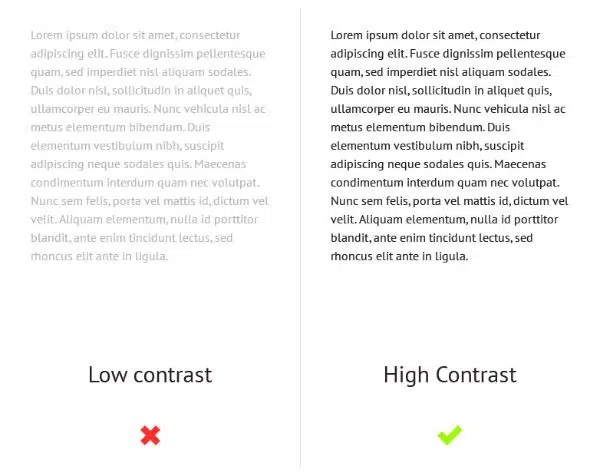 Lorem ipsum dolor sit amet, consectetur
adipiscing elit. Fusce dignissim pellentesque
quam, sed imperdiet nisl aliquam sodales.
Duis dolor nisl, sollicitudin in aliquet quis,
ullamcorper eu mauris. Nunc vehicula nisl ac
metus elementum bibendum. Duis
elementum vestibulum nibh, suscipit
adipiscing neque sodales quis. Maecenas
condimentum interdum quam nec volutpat.
Nunc sem felis, porta vel mattis id, dictum vel
velit. Aliquam elementum, nulla id porttitor
blandit, ante enim tincidunt lectus, sed
rhoncus elit ante in ligula.
Low contrast
Lorem ipsum dolor sit amet, consectetur
adipiscing elit. Fusce dignissim pellentesque
quam, sed imperdiet nisl aliquam sodales.
Duis dolor nisl, sollicitudin in aliquet quis,
ullamcorper eu mauris. Nunc vehicula nisl ac
metus elementum bibendum. Duis
elementum vestibulum nibh, suscipit
adipiscing neque sodales quis. Maecenas
condimentum interdum quam nec volutpat.
Nunc sem felis, porta vel mattis id, dictum vel
velit. Aliquam elementum, nulla id porttitor
blandit, ante enim tincidunt lectus, sed
rhoncus elit ante in ligula.
High Contrast